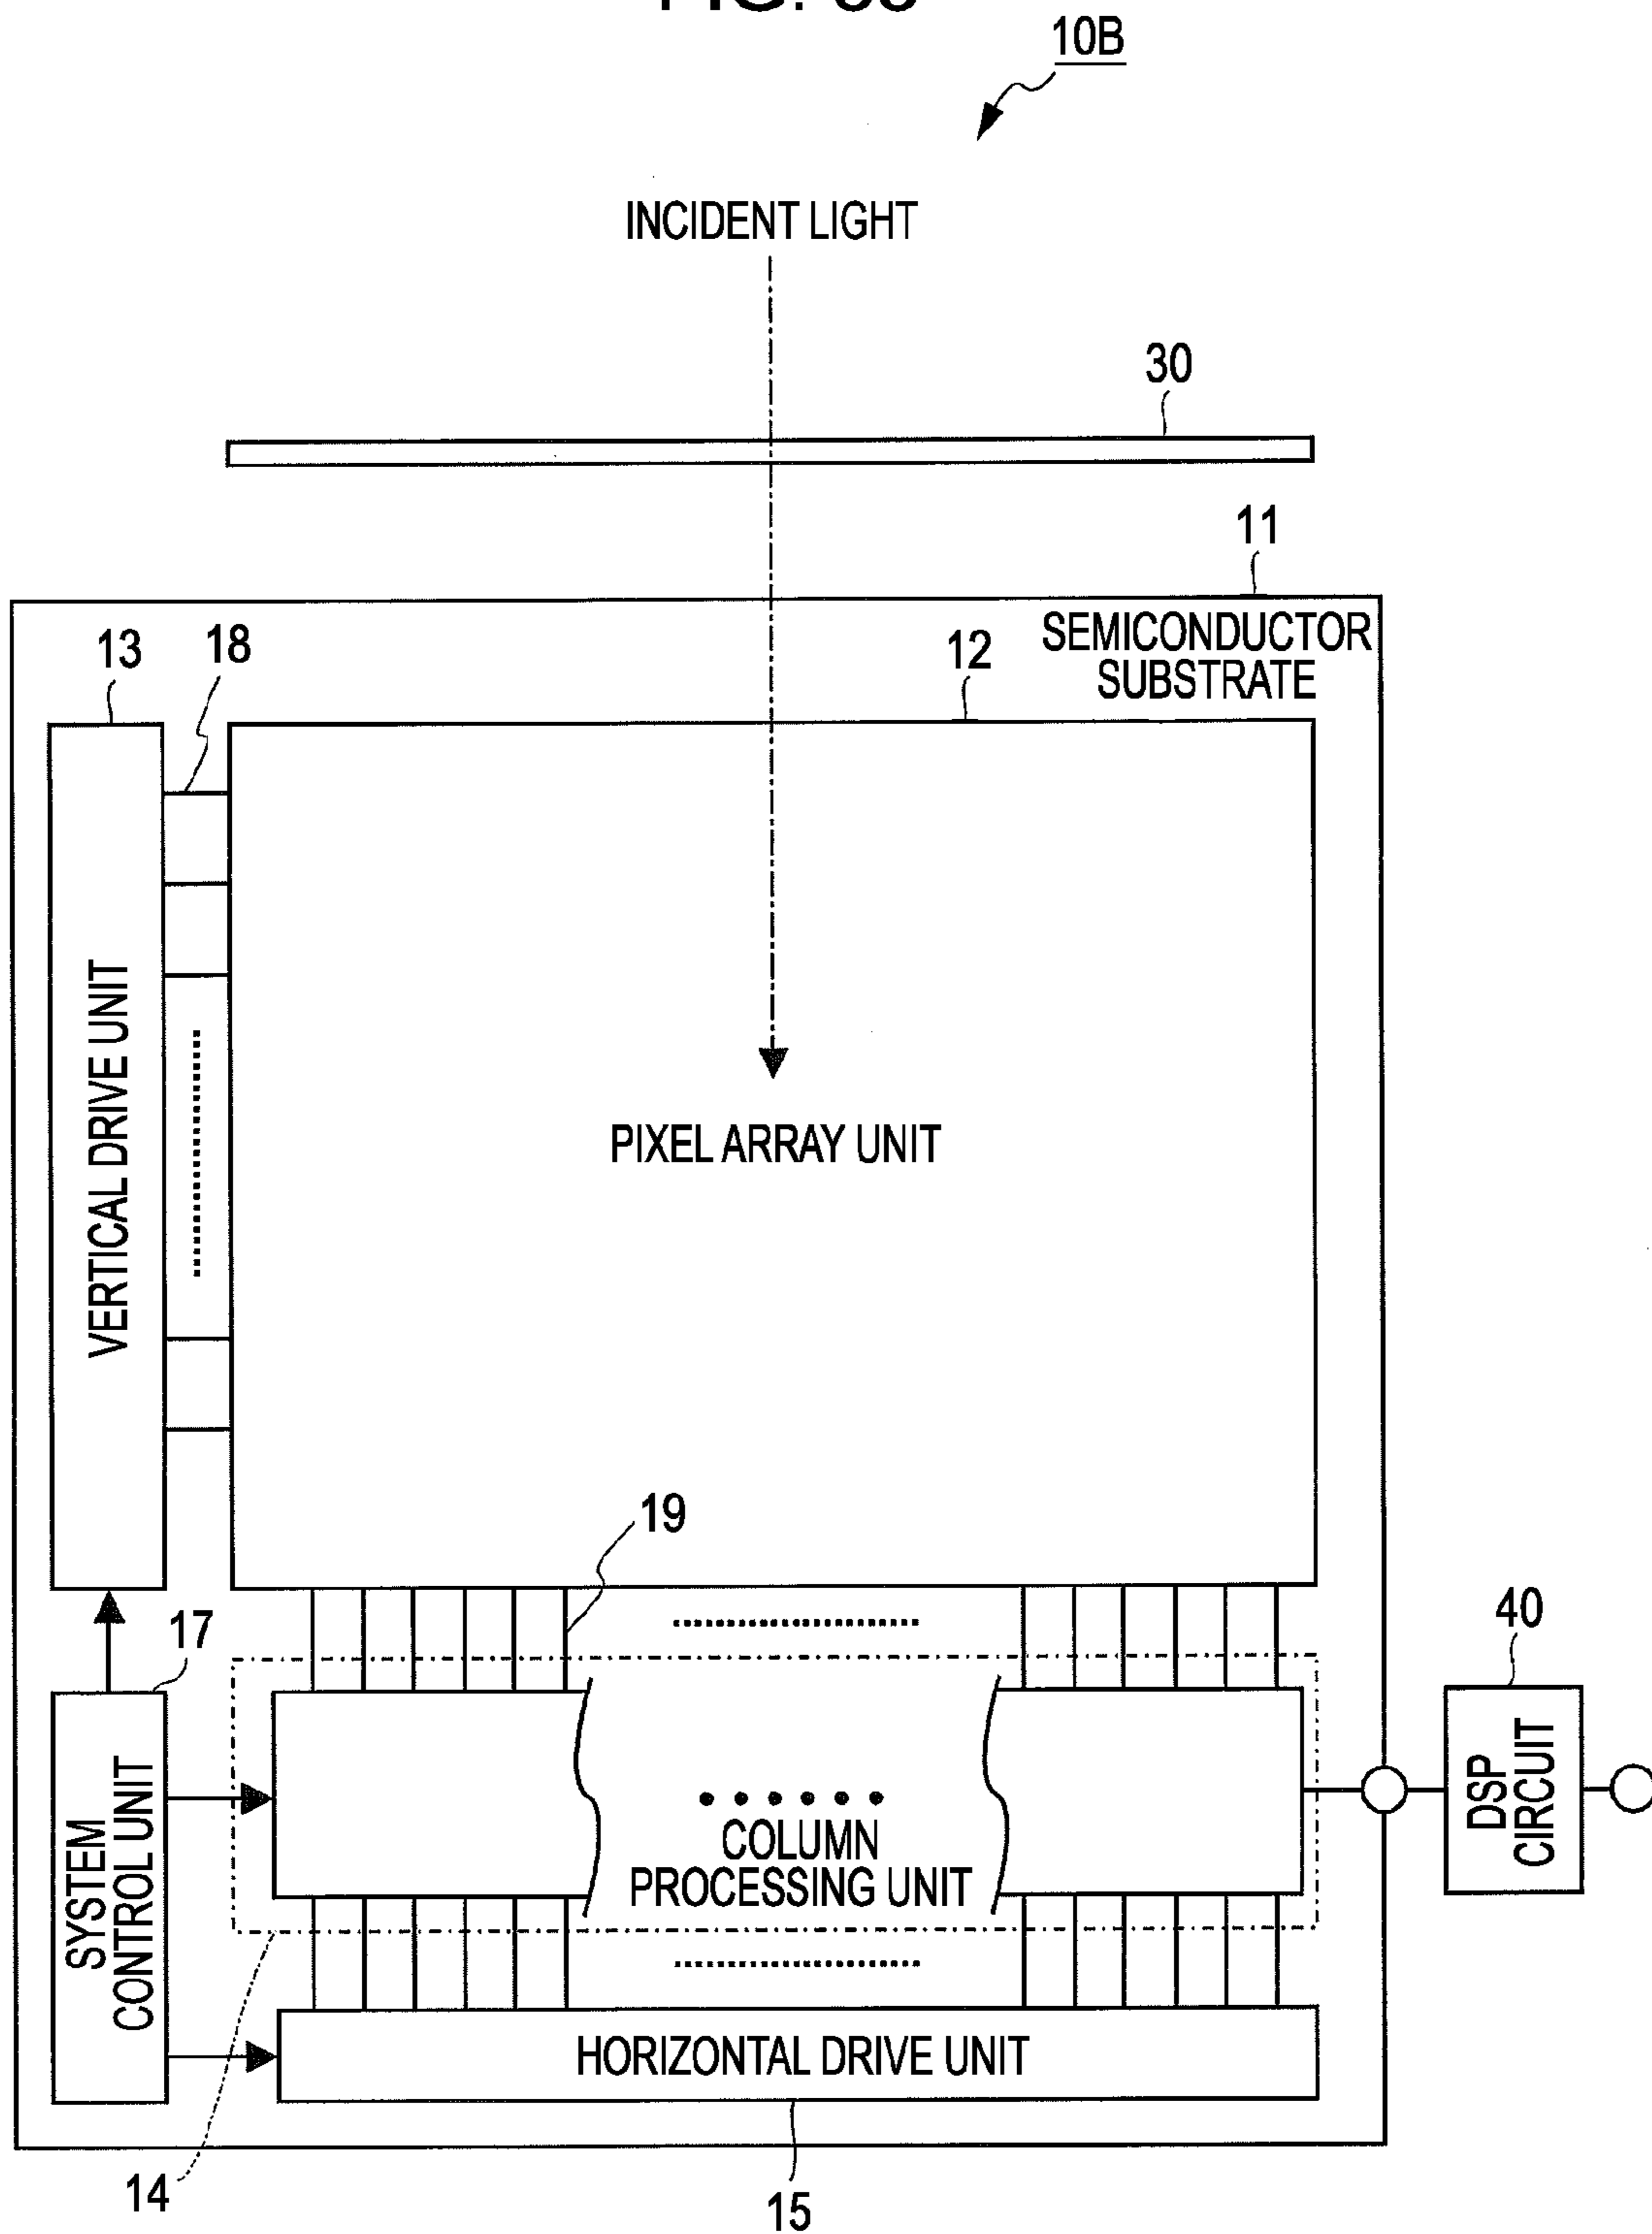 10B
INCIDENT LIGHT
30
11
SEMICONDUCTOR
SUBSTRATE
13
18
12
VERTICAL DRIVE UNIT
PIXEL ARRAY UNIT
19
17
40
SYSTEM
CONTROL UNIT
COLUMN
PROCESSING UNIT
DSP
CIRCUIT
HORIZONTAL DRIVE UNIT
14
15